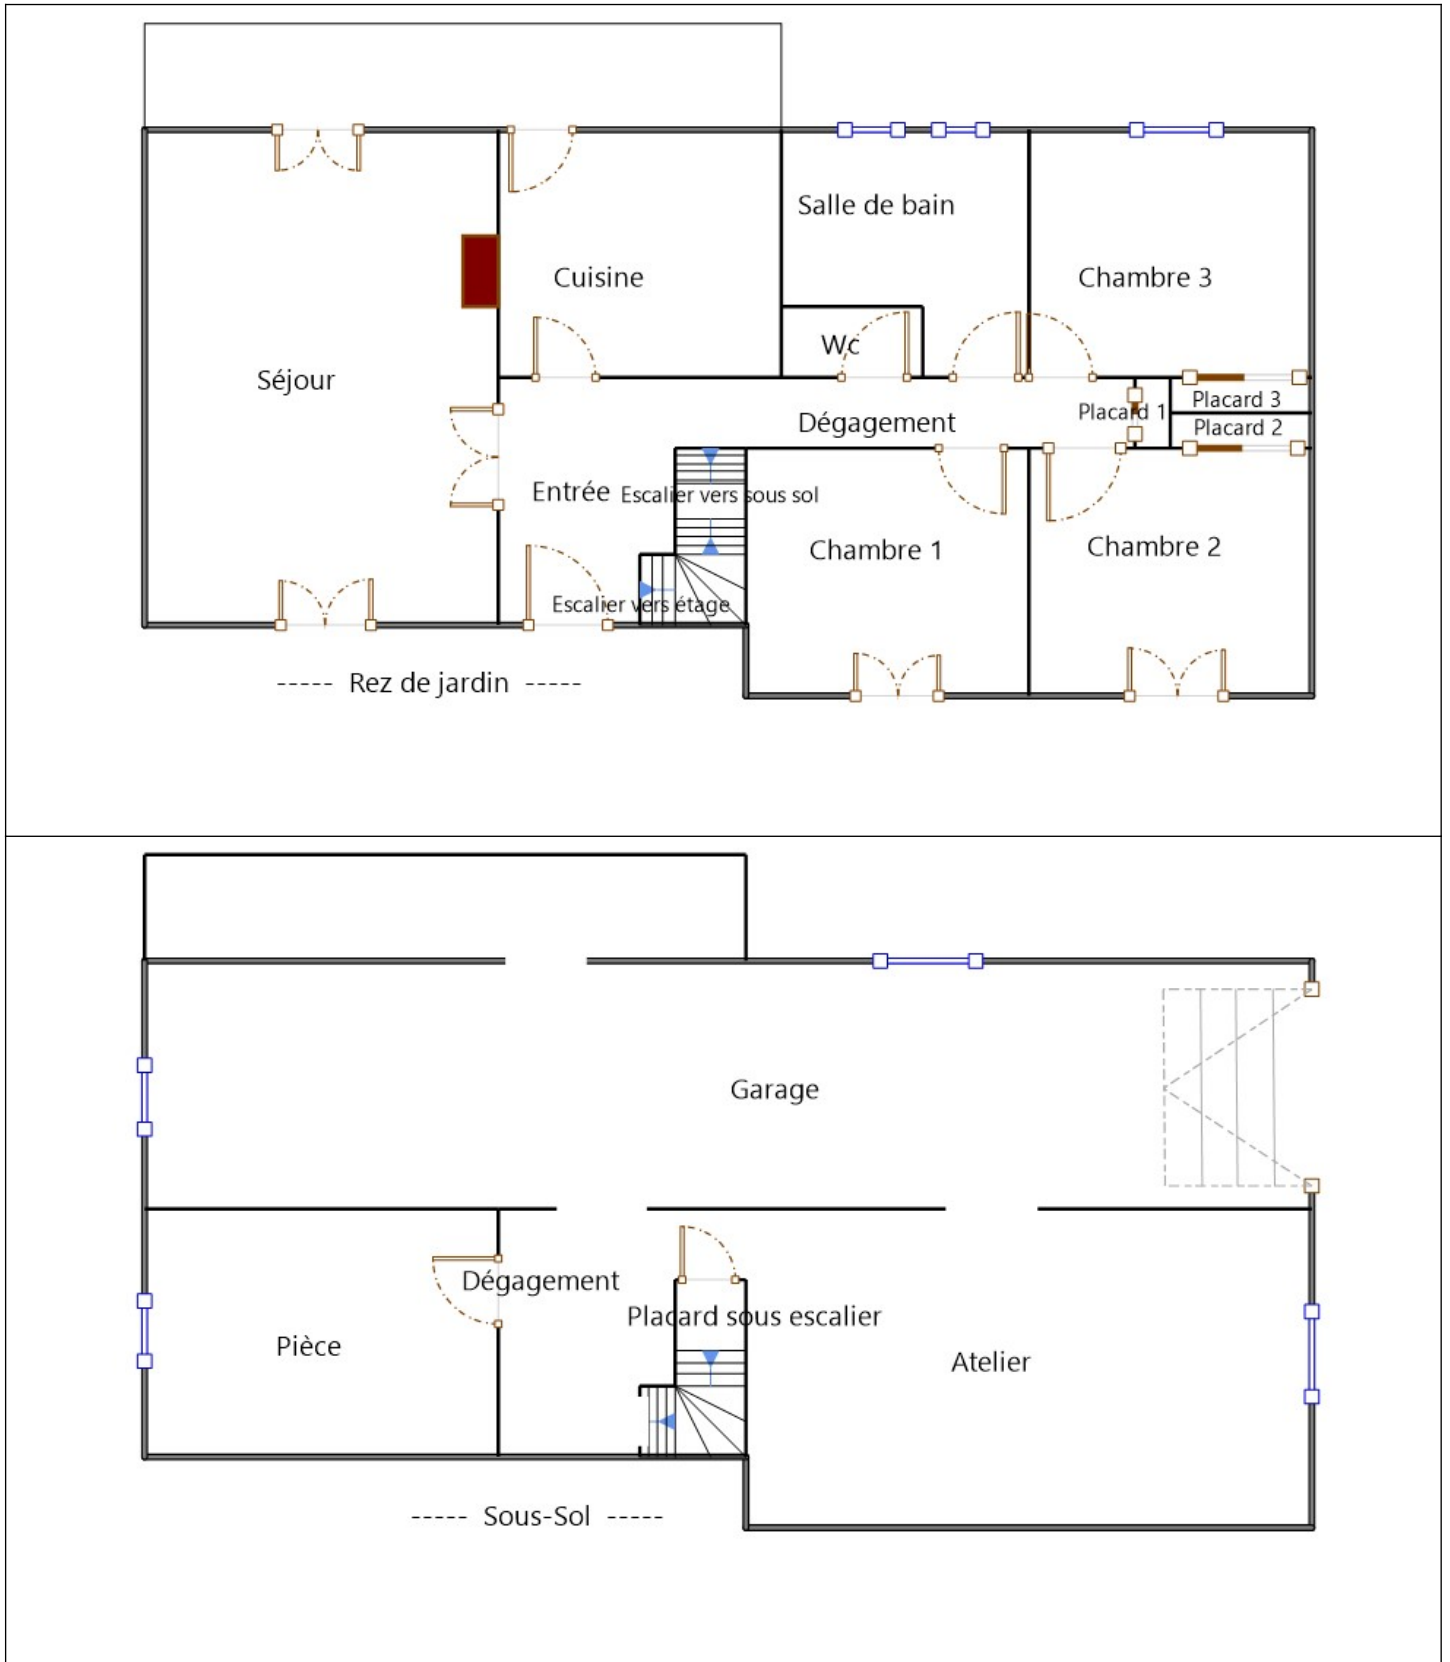 Salle de bain
Cuisine
Chambre 3
Wc
Séjour
Placard 3
Placard 1
Dégagement
Placard 2
Entrée
Escalier vers sous sol
Chambre 1
Chambre 2
Escalier vers étage
----- Rez de jardin -----
Garage
Dégagement
Placard sous escalier
Pièce
Atelier
----- Sous-Sol -----